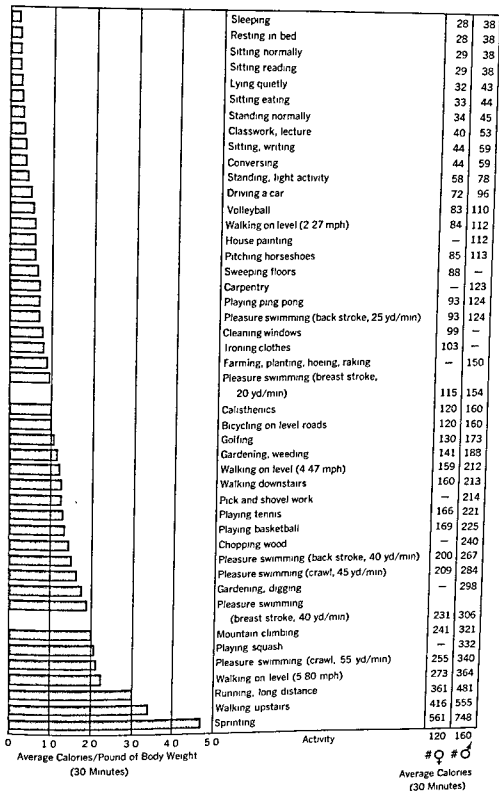 Sleeping 28 38
Resting in bed 28 38
Sitting normally 29 38
Sitting reading 29 38
Lying quietly 32 43
Sitting eating 33 44
Standing normally 34 45
Classwork, lecture 40 53
Sitting, writing 44 59
Conversing 44 59
Standing, light activity 58 78
Driving a car 72 96
Volleyball 83 110
Walking on level (2 27 mph) 84 112
House painting – 112
Pitching horseshoes 85 113
Sweeping floors 88 –
Carpentry – 123
Playing ping pong 93 124
Pleasure swimming (back stroke, 25 yd/min) 93 124
Cleaning windows 99 –
Ironing clothes 103 –
Farming, planting, hoeing, raking – 150
Pleasure swimming (breast stroke,
20 yd/min) 115 154
Calisthenics 120 160
Bicycling on level roads 120 160
Golfing 130 173
Gardening, weeding 141 188
Walking on level (4 47 mph) 159 212
Walking downstairs 160 213
Pick and shovel work – 214
Playing tennis 166 221
Playing basketball 169 225
Chopping wood – 240
Pleasure swimming (back stroke, 40 yd/min) 200 267
Pleasure swimming (crawl, 45 yd/min) 209 284
Gardening, digging – 298
Pleasure swimming
(breast stroke, 40 yd/min) 231 306
Mountain climbing 241 321
Playing squash – 332
Pleasure swimming (crawl, 55 yd/min) 255 340
Walking on level (5 80 mph) 273 364
Running, long distance 361 481
Walking upstairs 416 555
Sprinting 561 748
0 10 20 30 40 50 Activity 120 160
#♀ #♂
Average Calories/Pound of Body Weight
(30 Minutes)
Average Calories
(30 Minutes)